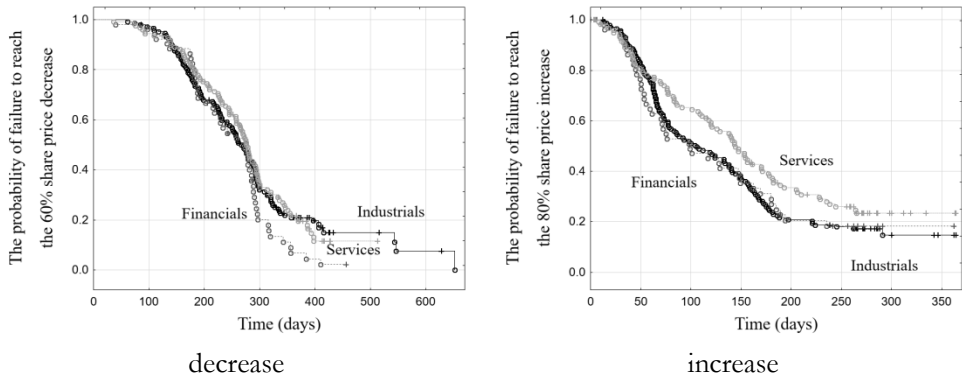 The probability of failure to reach
the 60% share price decrease
1.0
0.8
0.6
0.4
0.2
0.0
Financials
Industrials
Services
0 100 200 300 400 500 600
Time (days)
decrease
The probability of failure to reach
the 80% share price increase
1.0
0.8
0.6
0.4
0.2
0.0
Services
Financials
Industrials
0 50 100 150 200 250 300 350
Time (days)
increase